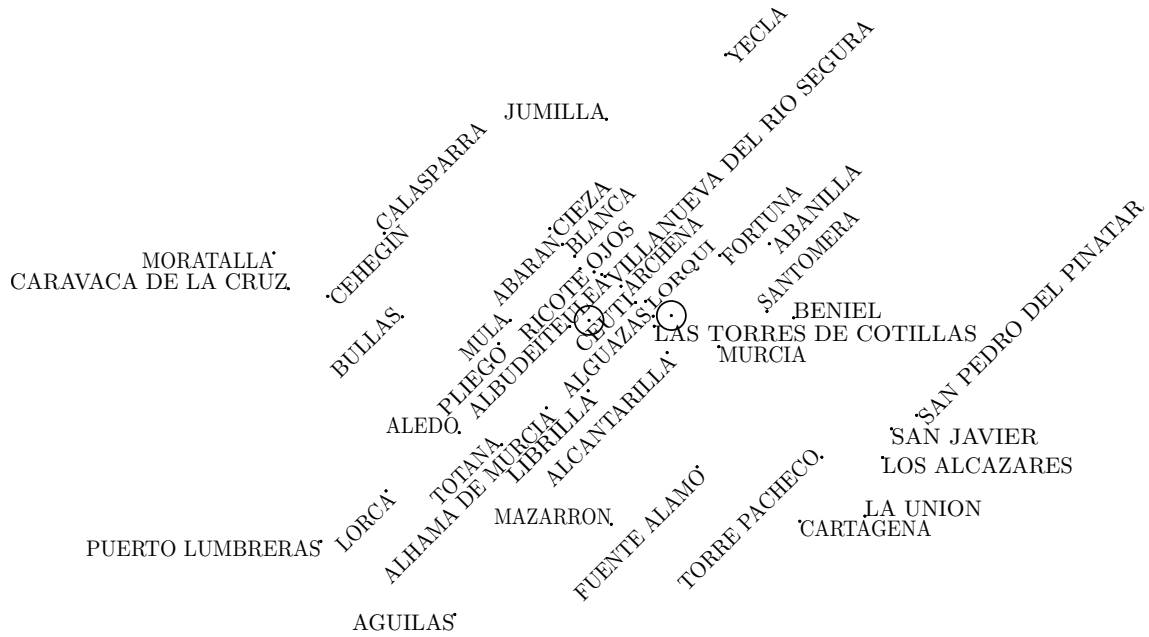 YECLA
JUMILLA
CALASPARRA
CIEZA
BLANCA
VILLANUEVA DEL RIO SEGURA
FORTUNA
ABANILLA
MORATALLA
CEHEGIN
ABARAN
RICOTE
OJOS
ARCHENA
SANTOMERA
CARAVACA DE LA CRUZ
ULEA
LORQUI
BENIEL
SAN PEDRO DEL PINATAR
BULLAS
MULA
CEUTI
LAS TORRES DE COTILLAS
MURCIA
PLIEGO
ALBUDEITE
ALGUAZAS
ALEDO
ALCANTARILLA
SAN JAVIER
TOTANA
LIBRILLA
LOS ALCAZARES
ALHAMA DE MURCIA
LORCA
MAZARRON
FUENTE ALAMO
TORRE PACHECO
LA UNION
CARTAGENA
PUERTO LUMBRERAS
AGUILAS